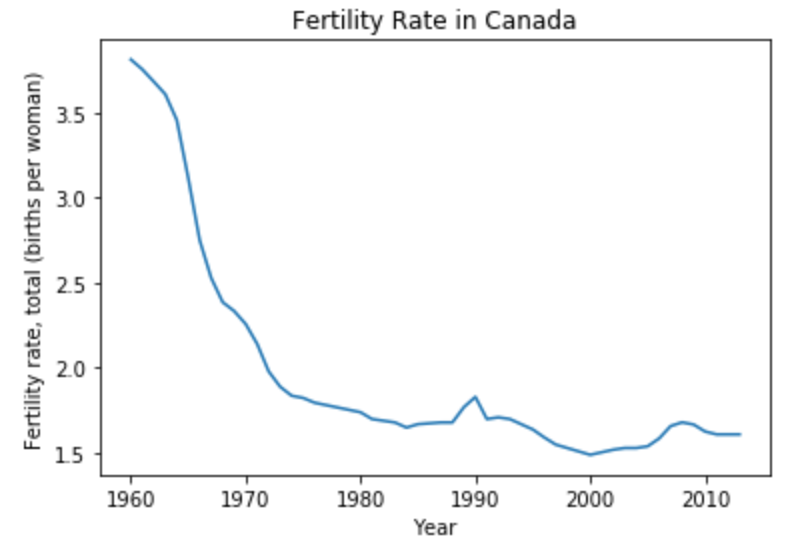 Fertility Rate in Canada
Fertility rate, total (births per woman)
3.5
3.0
2.5
2.0
1.5
1960 1970 1980 1990 2000 2010
Year